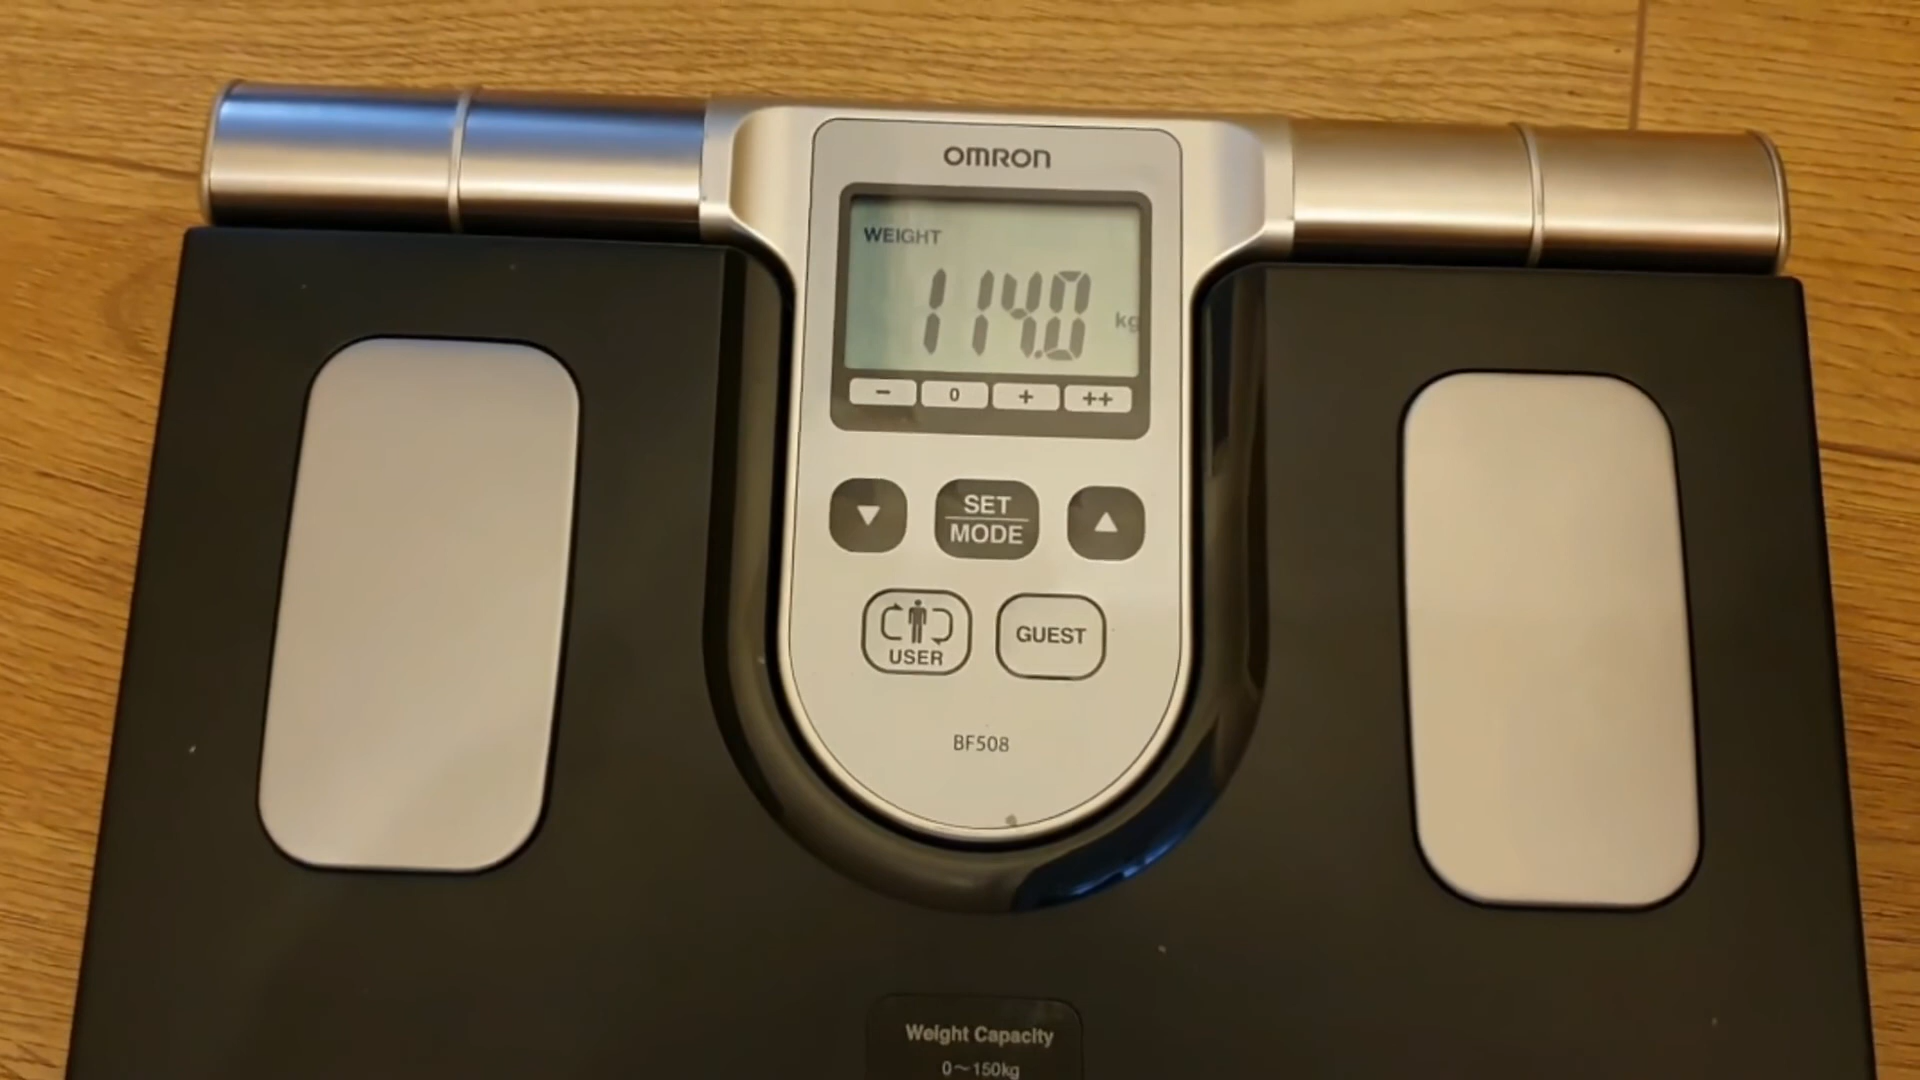 OMRON
WEIGHT
114.0 kg
− 0 + ++
▼ SET MODE ▲
USER GUEST
BF508
Weight Capacity
0~150kg